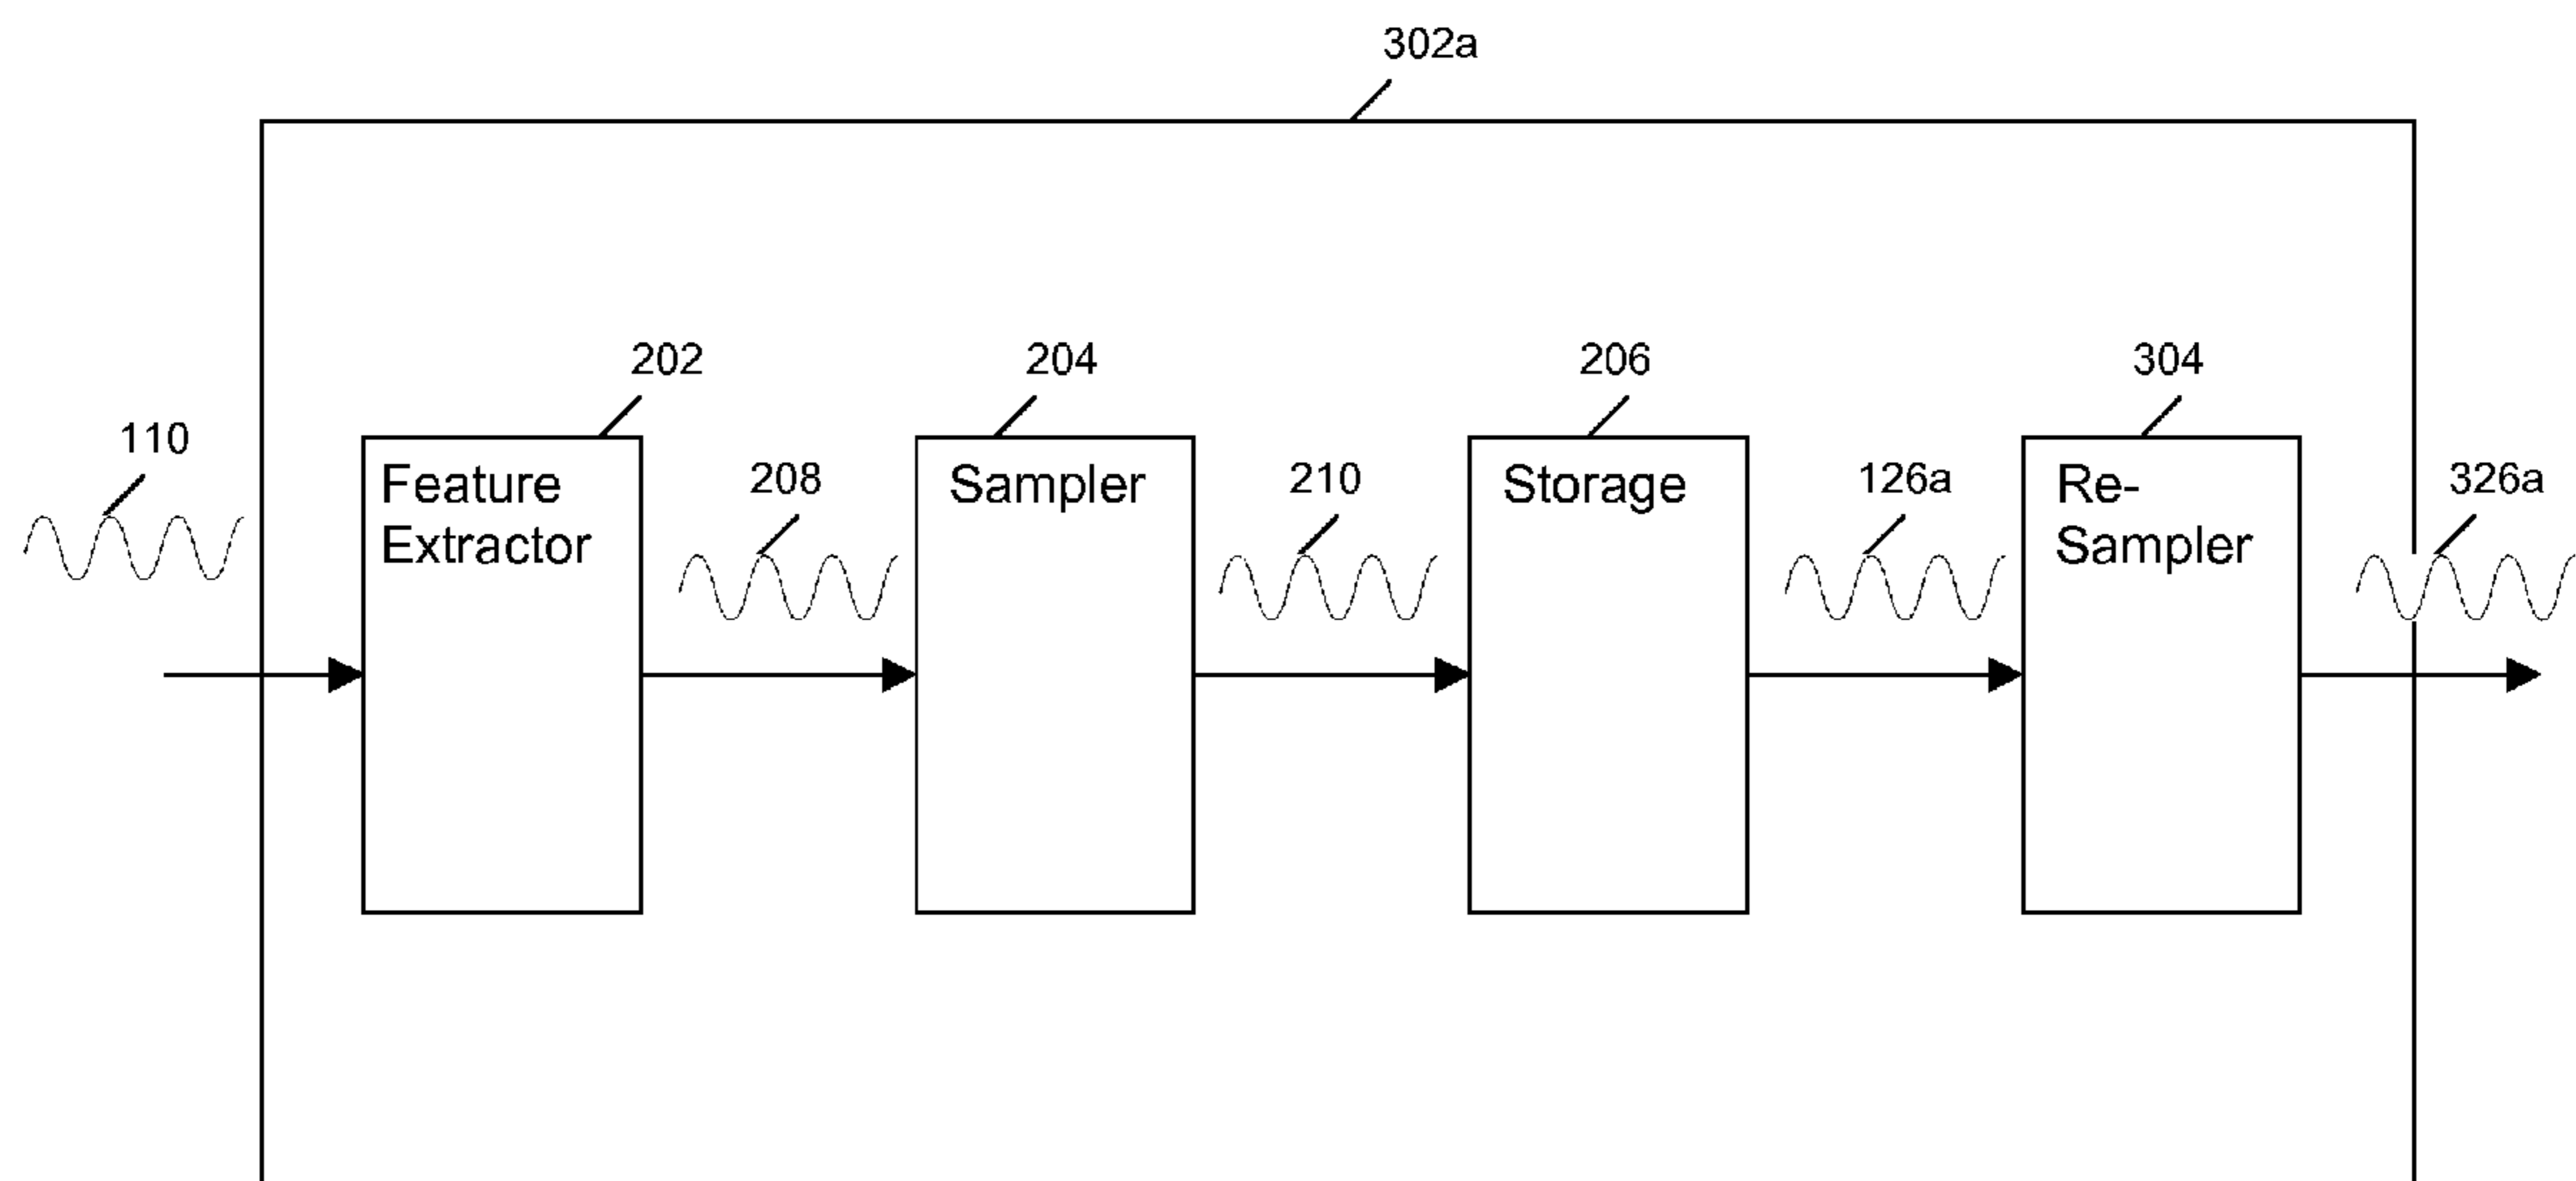 302a
202
204
206
304
110
208
210
126a
326a
Feature
Extractor
Sampler
Storage
Re-
Sampler